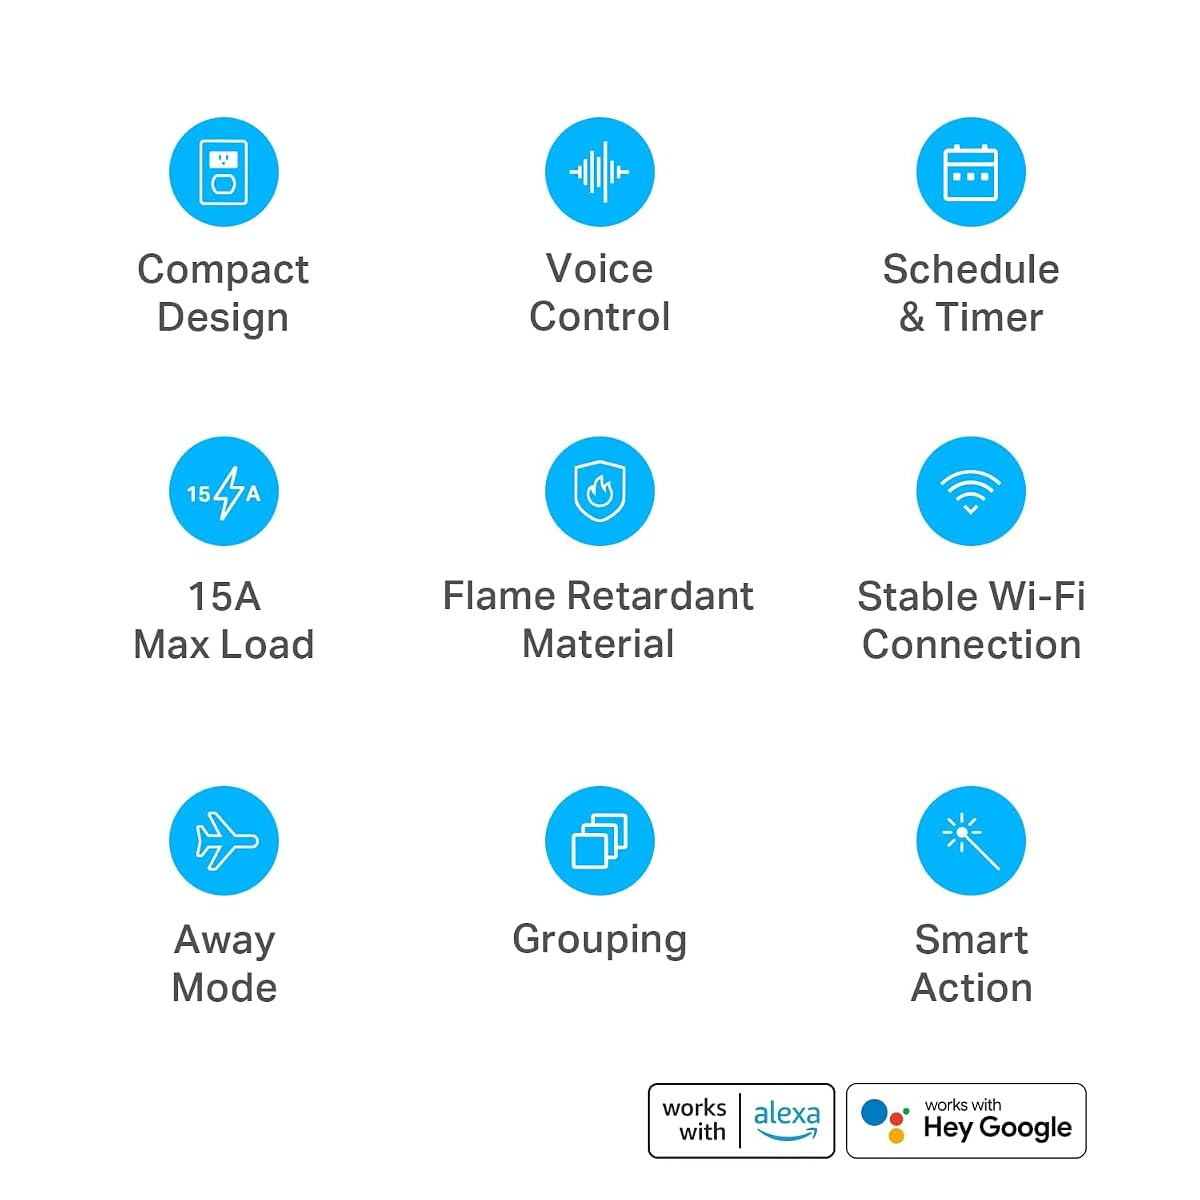 Compact
Design
Voice
Control
Schedule
& Timer
15 A
15A
Max Load
Flame Retardant
Material
Stable Wi-Fi
Connection
Away
Mode
Grouping
Smart
Action
works
with
alexa
works with
Hey Google